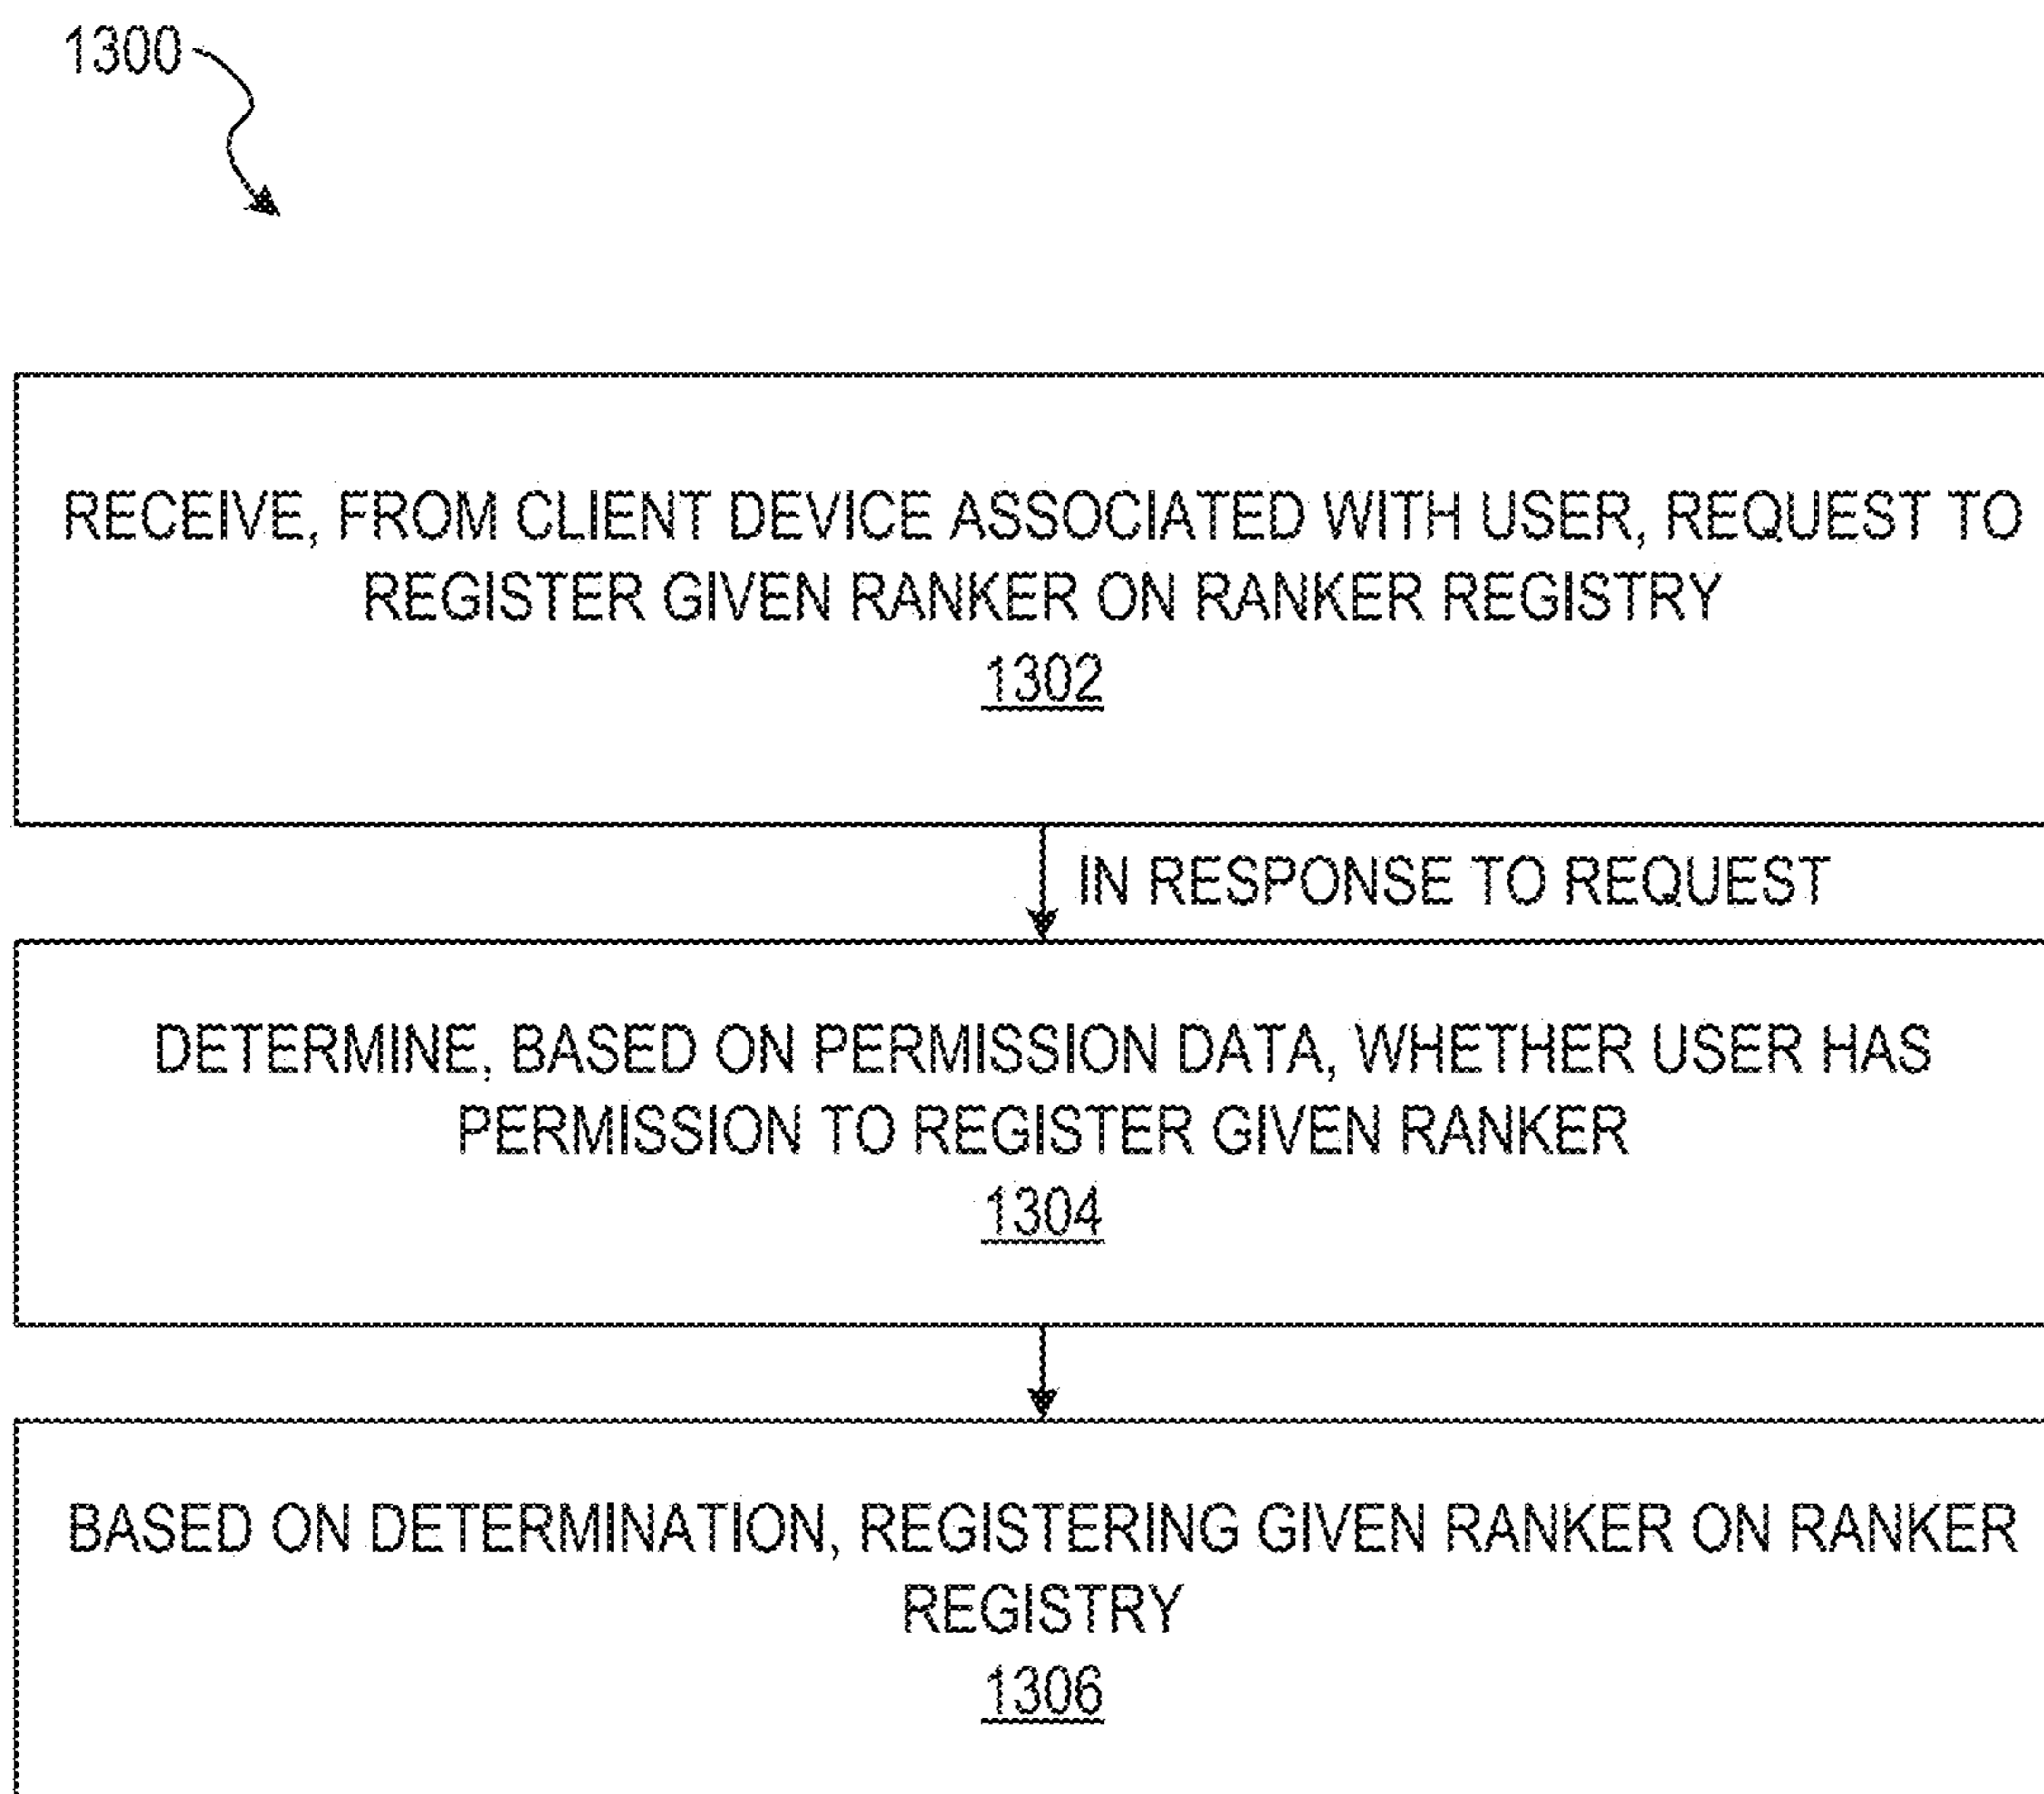 1300
RECEIVE, FROM CLIENT DEVICE ASSOCIATED WITH USER, REQUEST TO
REGISTER GIVEN RANKER ON RANKER REGISTRY
1302
IN RESPONSE TO REQUEST
DETERMINE, BASED ON PERMISSION DATA, WHETHER USER HAS
PERMISSION TO REGISTER GIVEN RANKER
1304
BASED ON DETERMINATION, REGISTERING GIVEN RANKER ON RANKER
REGISTRY
1306